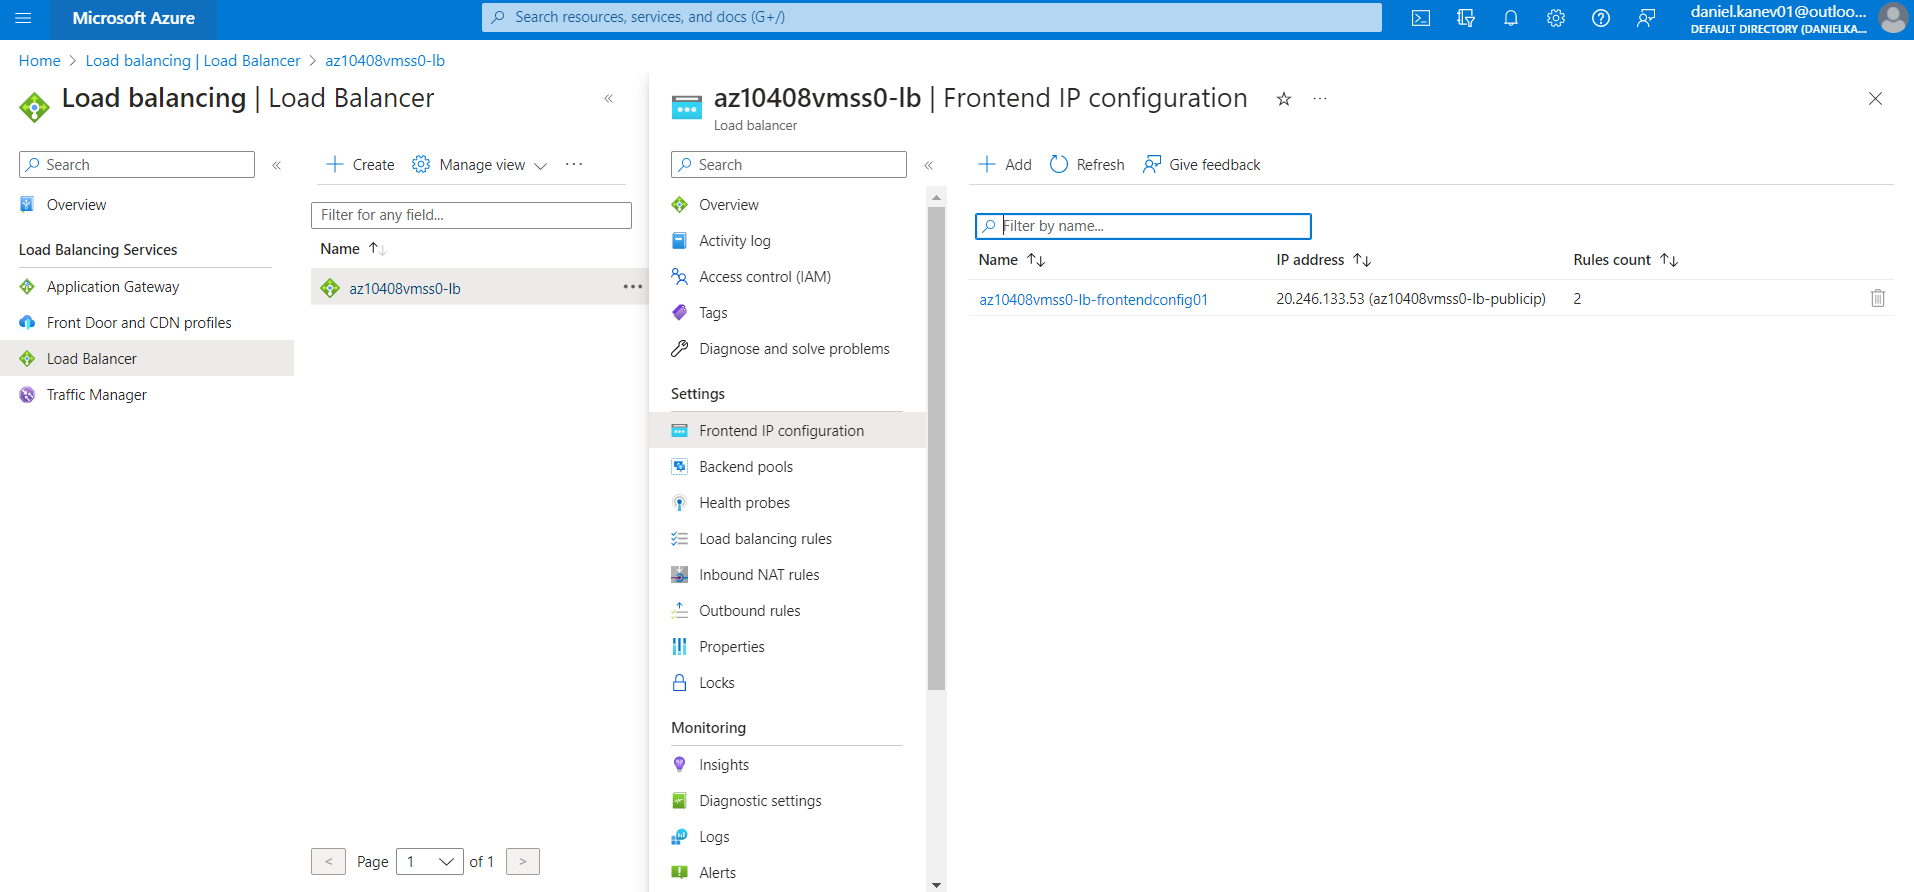 Microsoft Azure
Search resources, services, and docs (G+/)
daniel.kanev01@outloo...
DEFAULT DIRECTORY (DANIELKA...
Home > Load balancing | Load Balancer > az10408vmss0-lb
Load balancing | Load Balancer
Search
Overview
Load Balancing Services
Application Gateway
Front Door and CDN profiles
Load Balancer
Traffic Manager
Create
Manage view
Filter for any field...
Name
az10408vmss0-lb
< Page 1 of 1 >
az10408vmss0-lb | Frontend IP configuration
Load balancer
Search
Overview
Activity log
Access control (IAM)
Tags
Diagnose and solve problems
Settings
Frontend IP configuration
Backend pools
Health probes
Load balancing rules
Inbound NAT rules
Outbound rules
Properties
Locks
Monitoring
Insights
Diagnostic settings
Logs
Alerts
Add Refresh Give feedback
Filter by name...
Name IP address Rules count
az10408vmss0-lb-frontendconfig01 20.246.133.53 (az10408vmss0-lb-publicip) 2